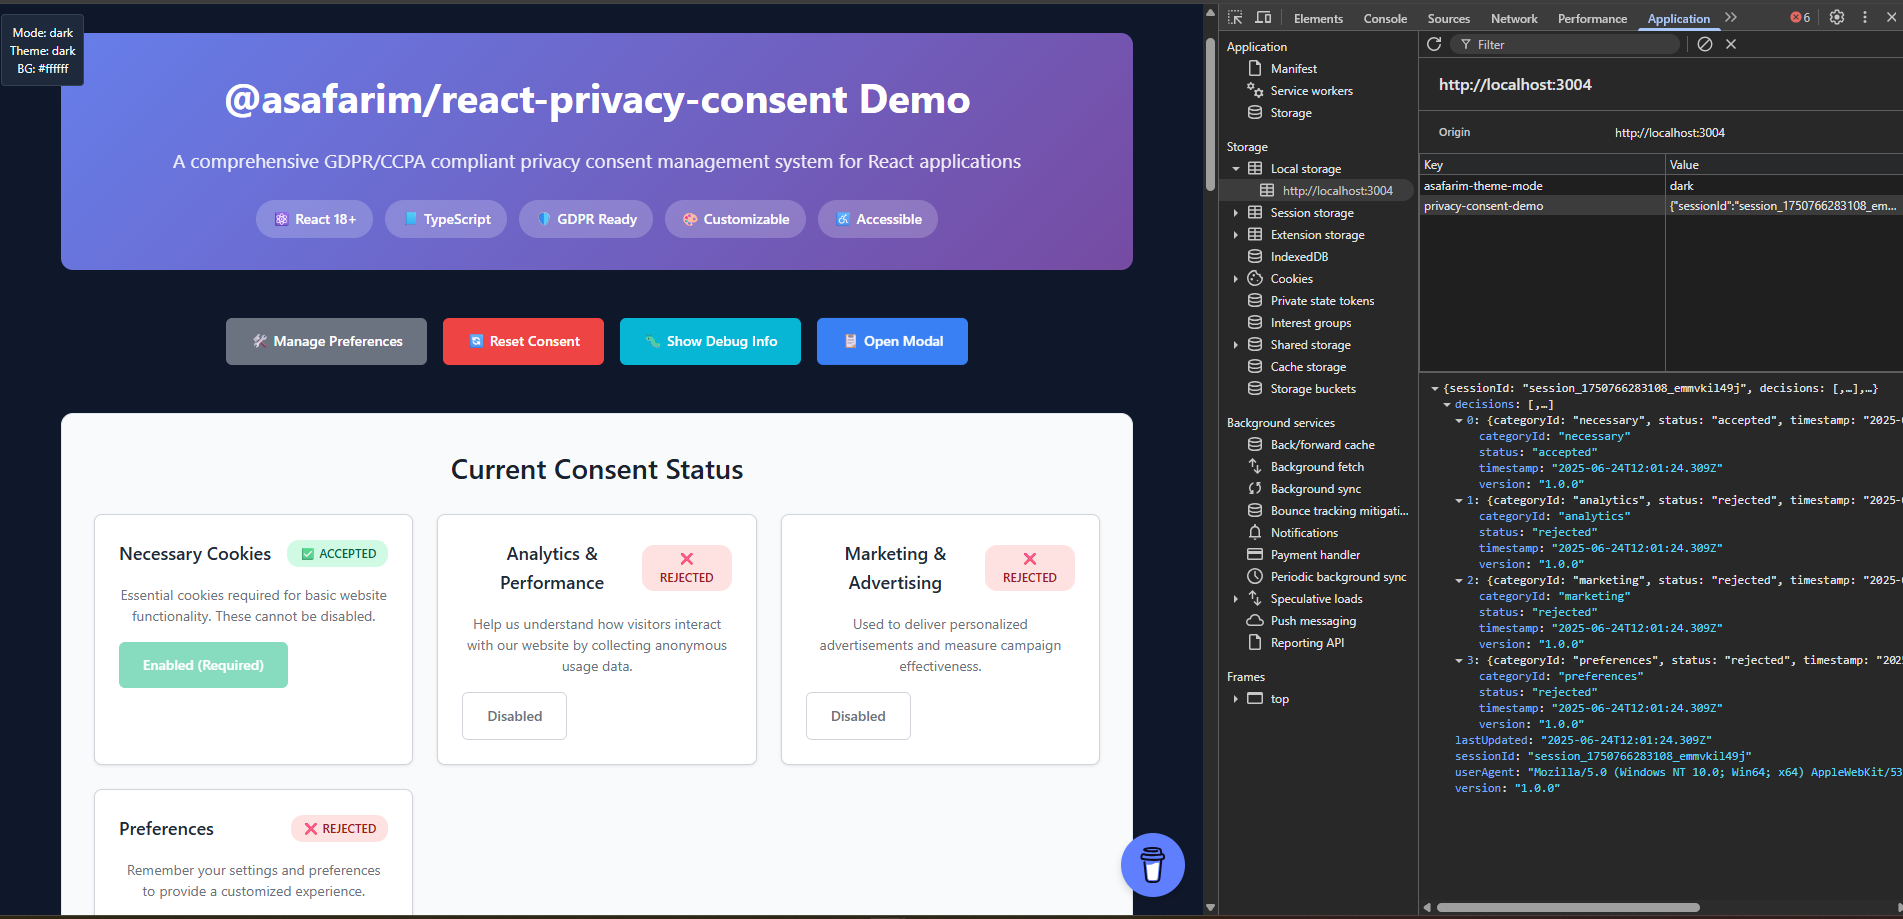 Mode: dark
Theme: dark
BG: #ffffff
@asafarim/react-privacy-consent Demo
A comprehensive GDPR/CCPA compliant privacy consent management system for React applications
React 18+
TypeScript
GDPR Ready
Customizable
Accessible
Manage Preferences
Reset Consent
Show Debug Info
Open Modal
Current Consent Status
Necessary Cookies
✅ ACCEPTED
Essential cookies required for basic website
functionality. These cannot be disabled.
Enabled (Required)
Analytics &
Performance
❌
REJECTED
Help us understand how visitors interact
with our website by collecting anonymous
usage data.
Disabled
Marketing &
Advertising
❌
REJECTED
Used to deliver personalized
advertisements and measure campaign
effectiveness.
Disabled
Preferences
❌ REJECTED
Remember your settings and preferences
to provide a customized experience.
Elements
Console
Sources
Network
Performance
Application
6
Application
Manifest
Service workers
Storage
Storage
Local storage
http://localhost:3004
Session storage
Extension storage
IndexedDB
Cookies
Private state tokens
Interest groups
Shared storage
Cache storage
Storage buckets
Background services
Back/forward cache
Background fetch
Background sync
Bounce tracking mitigati...
Notifications
Payment handler
Periodic background sync
Speculative loads
Push messaging
Reporting API
Frames
top
Filter
http://localhost:3004
Origin http://localhost:3004
Key Value
asafarim-theme-mode dark
privacy-consent-demo {"sessionId":"session_1750766283108_em...
{sessionId: "session_1750766283108_emmvkil49j", decisions: [,…],…}
decisions: [,…]
0: {categoryId: "necessary", status: "accepted", timestamp: "2025-
categoryId: "necessary"
status: "accepted"
timestamp: "2025-06-24T12:01:24.309Z"
version: "1.0.0"
1: {categoryId: "analytics", status: "rejected", timestamp: "2025-
categoryId: "analytics"
status: "rejected"
timestamp: "2025-06-24T12:01:24.309Z"
version: "1.0.0"
2: {categoryId: "marketing", status: "rejected", timestamp: "2025-
categoryId: "marketing"
status: "rejected"
timestamp: "2025-06-24T12:01:24.309Z"
version: "1.0.0"
3: {categoryId: "preferences", status: "rejected", timestamp: "202
categoryId: "preferences"
status: "rejected"
timestamp: "2025-06-24T12:01:24.309Z"
version: "1.0.0"
lastUpdated: "2025-06-24T12:01:24.309Z"
sessionId: "session_1750766283108_emmvkil49j"
userAgent: "Mozilla/5.0 (Windows NT 10.0; Win64; x64) AppleWebKit/53
version: "1.0.0"